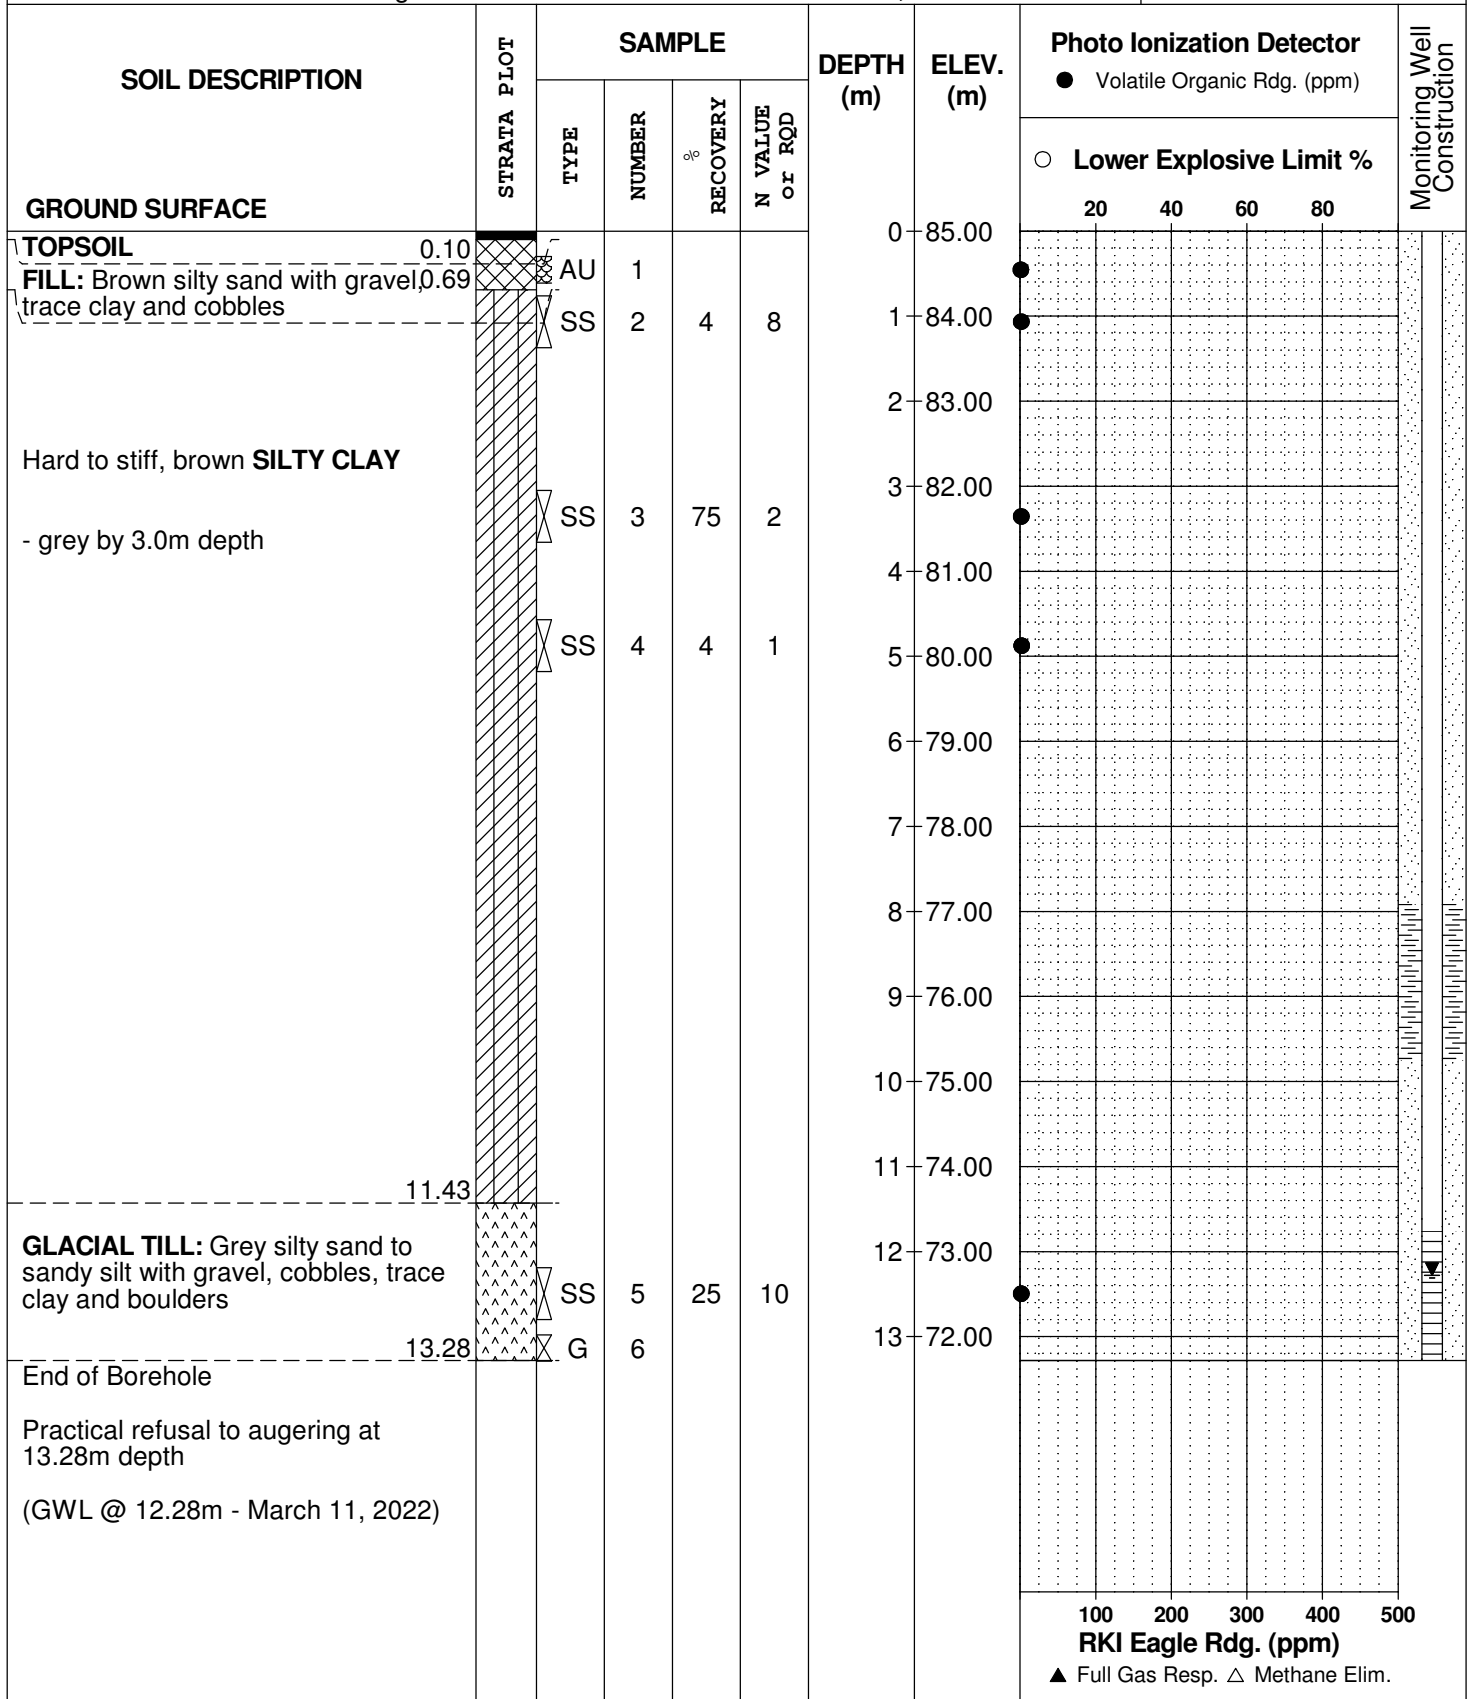 SOIL DESCRIPTION
GROUND SURFACE
STRATA PLOT
SAMPLE
TYPE
NUMBER
%
RECOVERY
N VALUE
or RQD
DEPTH
(m)
ELEV.
(m)
Photo Ionization Detector
● Volatile Organic Rdg. (ppm)
○ Lower Explosive Limit %
20 40 60 80
Monitoring Well
Construction
TOPSOIL 0.10
FILL: Brown silty sand with gravel, 0.69
trace clay and cobbles
AU 1
SS 2 4 8
Hard to stiff, brown SILTY CLAY
- grey by 3.0m depth
SS 3 75 2
SS 4 4 1
11.43
GLACIAL TILL: Grey silty sand to
sandy silt with gravel, cobbles, trace
clay and boulders
SS 5 25 10
13.28
G 6
End of Borehole
Practical refusal to augering at
13.28m depth
(GWL @ 12.28m - March 11, 2022)
0 85.00
1 84.00
2 83.00
3 82.00
4 81.00
5 80.00
6 79.00
7 78.00
8 77.00
9 76.00
10 75.00
11 74.00
12 73.00
13 72.00
100 200 300 400 500
RKI Eagle Rdg. (ppm)
▲ Full Gas Resp. △ Methane Elim.